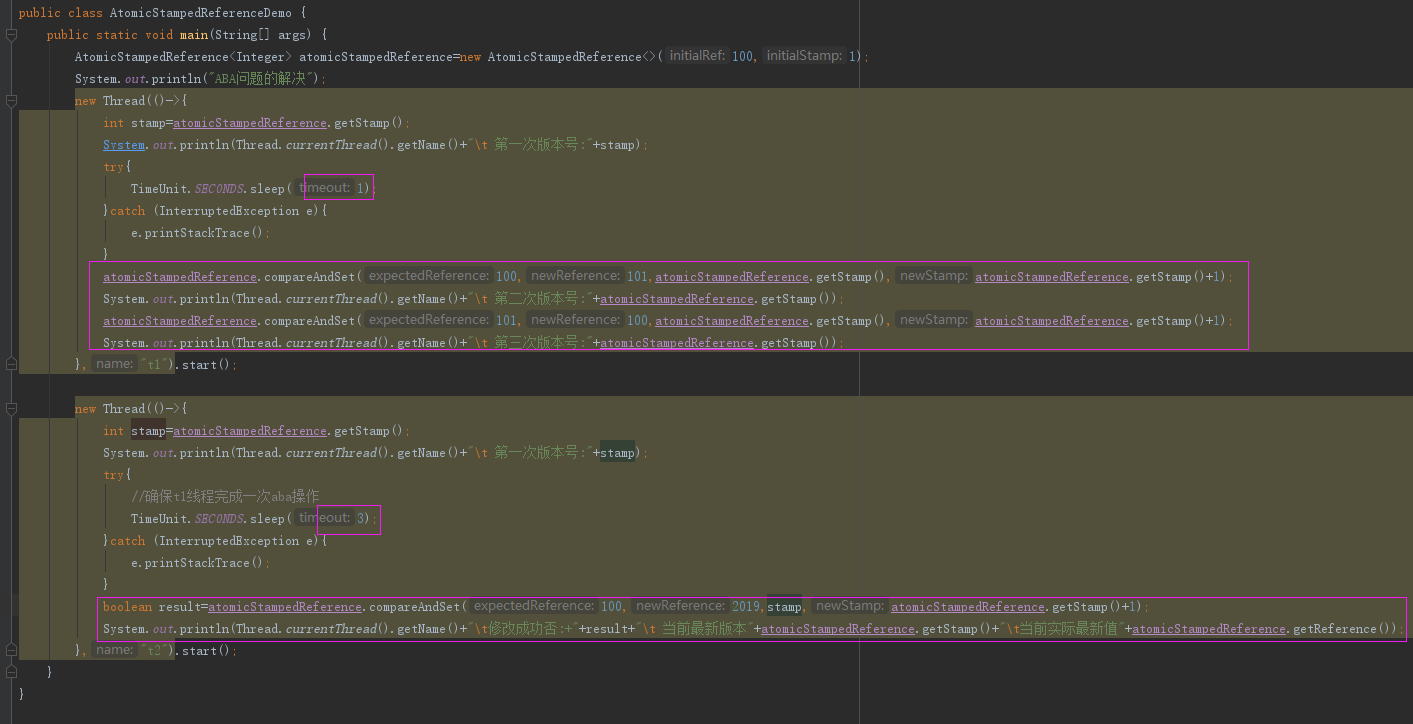 public class AtomicStampedReferenceDemo {
public static void main(String[] args) {
AtomicStampedReference<Integer> atomicStampedReference=new AtomicStampedReference<>( initialRef: 100, initialStamp: 1);
System.out.println("ABA问题的解决");
new Thread(()->{
int stamp=atomicStampedReference.getStamp();
System.out.println(Thread.currentThread().getName()+"\t 第一次版本号:"+stamp);
try{
TimeUnit.SECONDS.sleep( timeout: 1);
}catch (InterruptedException e){
e.printStackTrace();
}
atomicStampedReference.compareAndSet( expectedReference: 100, newReference: 101,atomicStampedReference.getStamp(), newStamp: atomicStampedReference.getStamp()+1);
System.out.println(Thread.currentThread().getName()+"\t 第二次版本号:"+atomicStampedReference.getStamp());
atomicStampedReference.compareAndSet( expectedReference: 101, newReference: 100,atomicStampedReference.getStamp(), newStamp: atomicStampedReference.getStamp()+1);
System.out.println(Thread.currentThread().getName()+"\t 第三次版本号:"+atomicStampedReference.getStamp());
}, name: "t1").start();
new Thread(()->{
int stamp=atomicStampedReference.getStamp();
System.out.println(Thread.currentThread().getName()+"\t 第一次版本号:"+stamp);
try{
//确保t1线程完成一次aba操作
TimeUnit.SECONDS.sleep( timeout: 3);
}catch (InterruptedException e){
e.printStackTrace();
}
boolean result=atomicStampedReference.compareAndSet( expectedReference: 100, newReference: 2019,stamp, newStamp: atomicStampedReference.getStamp()+1);
System.out.println(Thread.currentThread().getName()+"\t修改成功否:+"+result+"\t 当前最新版本"+atomicStampedReference.getStamp()+"\t当前实际最新值"+atomicStampedReference.getReference());
}, name: "t2").start();
}
}